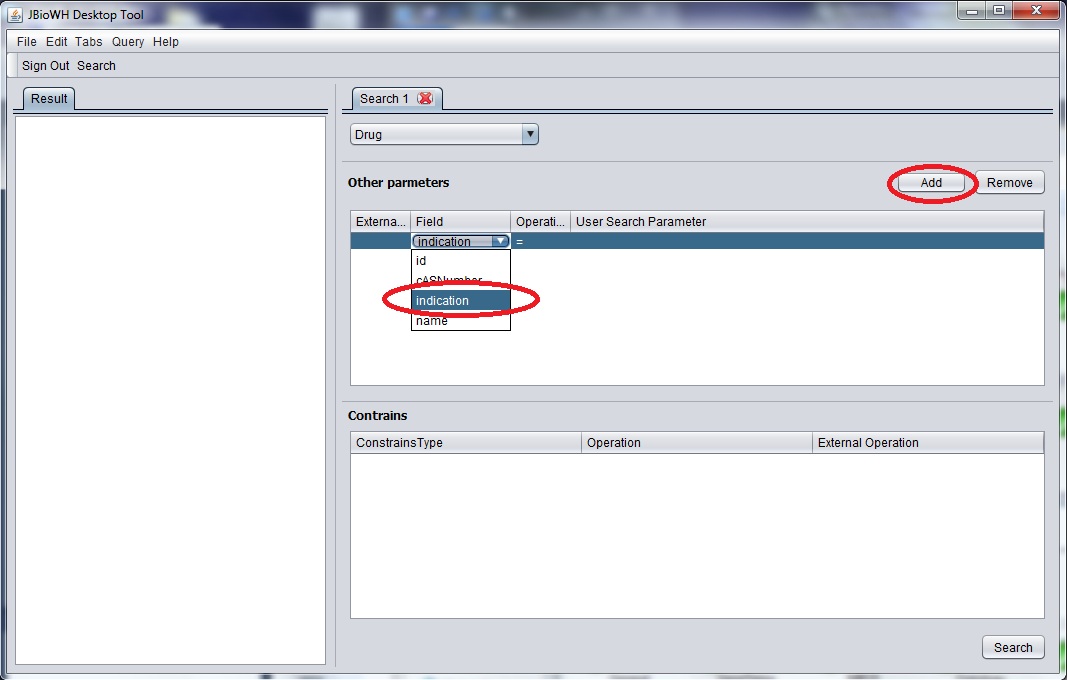 JBioWH Desktop Tool
File Edit Tabs Query Help
Sign Out Search
Result
Search 1
Drug
Other parmeters
Add Remove
Externa... Field Operati... User Search Parameter
indication =
id
cASNumber
indication
name
Contrains
ConstrainsType Operation External Operation
Search